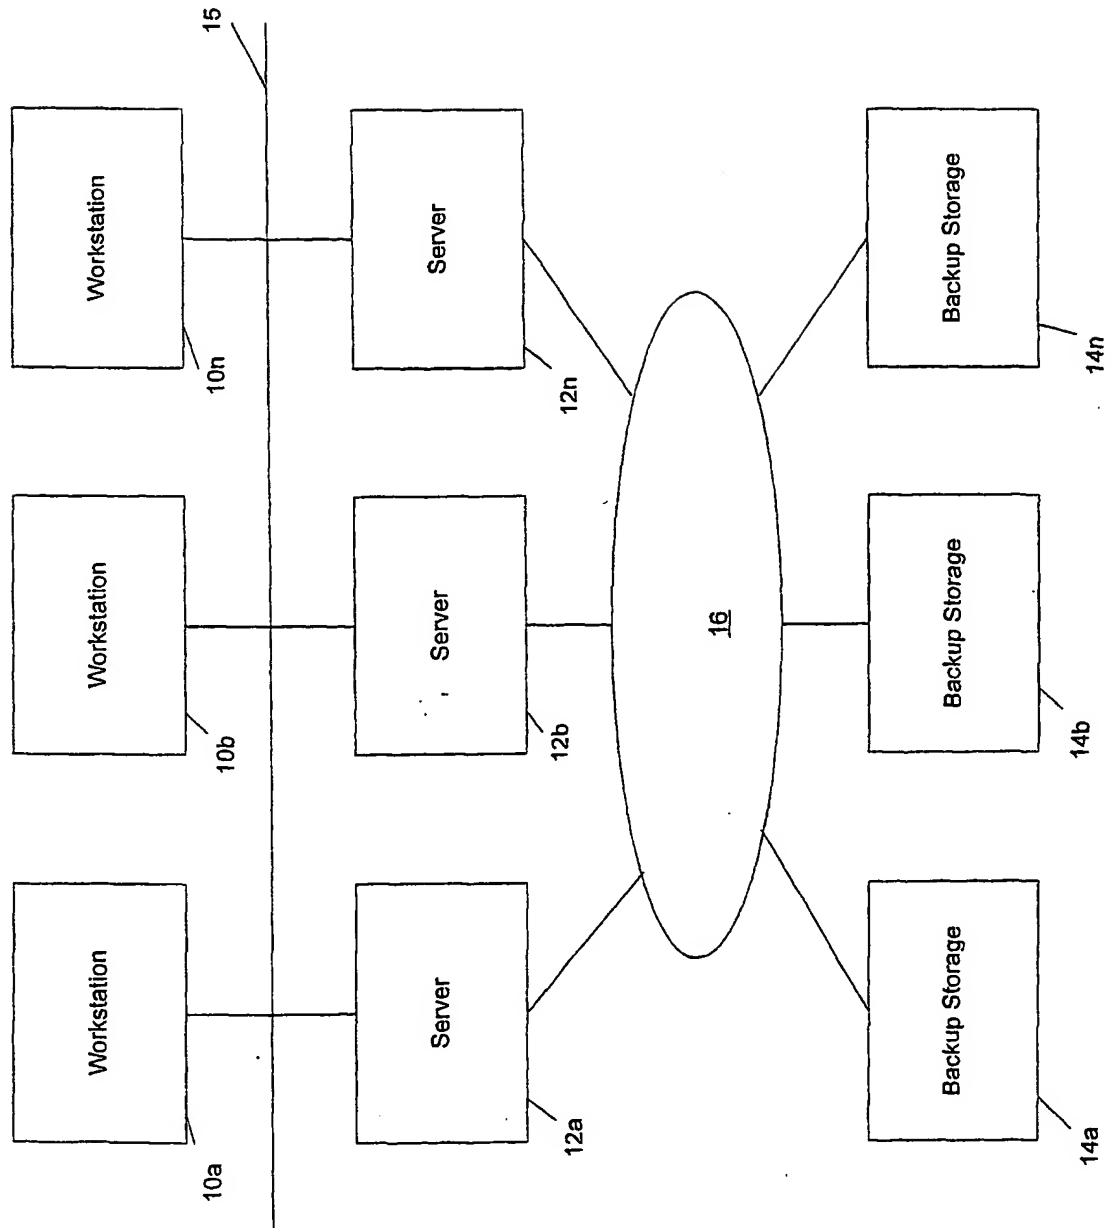 15
Workstation
Workstation
Workstation
10a
10b
10n
Server
Server
Server
12a
12b
12n
16
Backup Storage
Backup Storage
Backup Storage
14a
14b
14n